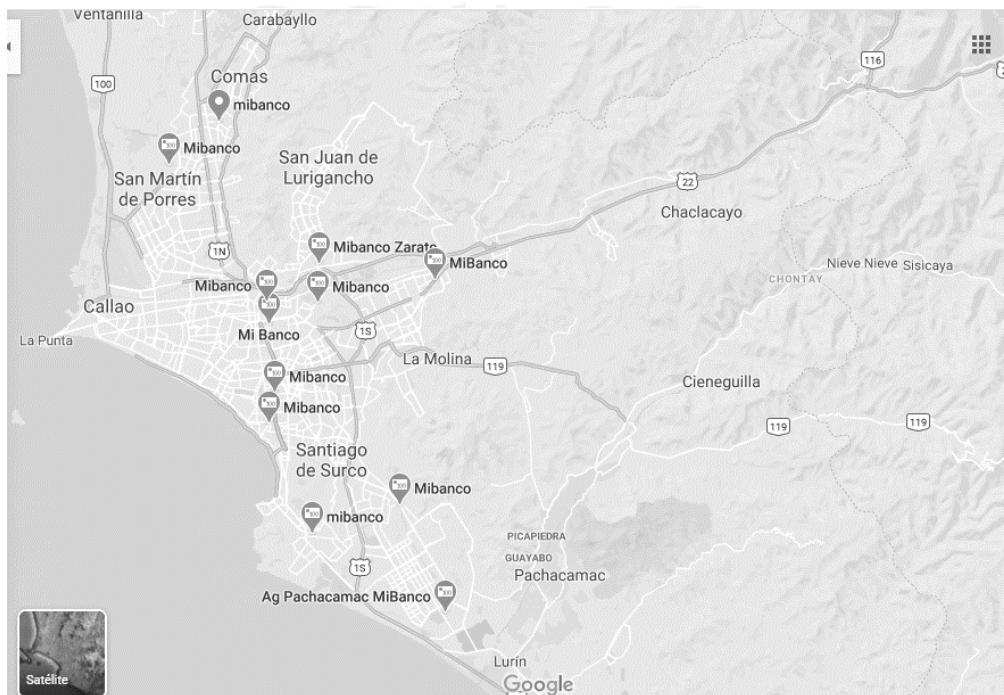 Ventanilla
Carabayllo
116
2
100
Comas
mibanco
Mibanco
San Juan de
Lurigancho
San Martín
de Porres
22
Chaclacayo
1N
Mibanco Zarate
MiBanco
Nieve Nieve
Sisicaya
CHONTAY
Mibanco
Mibanco
Callao
Mi Banco
1S
La Punta
La Molina
119
Mibanco
Cieneguilla
Mibanco
119
119
Santiago
de Surco
Mibanco
mibanco
PICAPIEDRA
GUAYABO
1S
Pachacamac
Ag Pachacamac MiBanco
Lurín
Satélite
Google